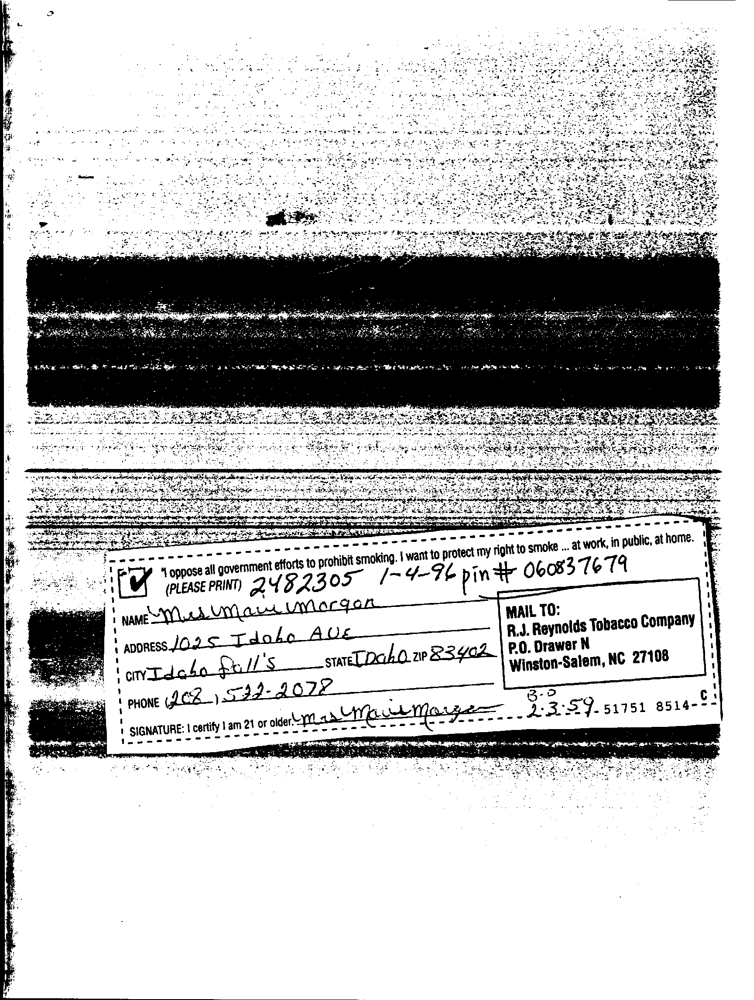 "I oppose all government efforts to prohibit smoking. I want to protect my right to smoke ... at work, in public, at home.
(PLEASE PRINT) 2482305 1-4-96 pin # 060837679
NAME Mrs Marie Morgan
ADDRESS 1025 Idaho AVE
CITY Idaho fall's STATE IDahO ZIP 83402
PHONE (208) 522-2078
SIGNATURE: I certify I am 21 or older. Mrs Marie Morgan
MAIL TO:
R.J. Reynolds Tobacco Company
P.O. Drawer N
Winston-Salem, NC 27108
2-3-59
51751 8514-
C